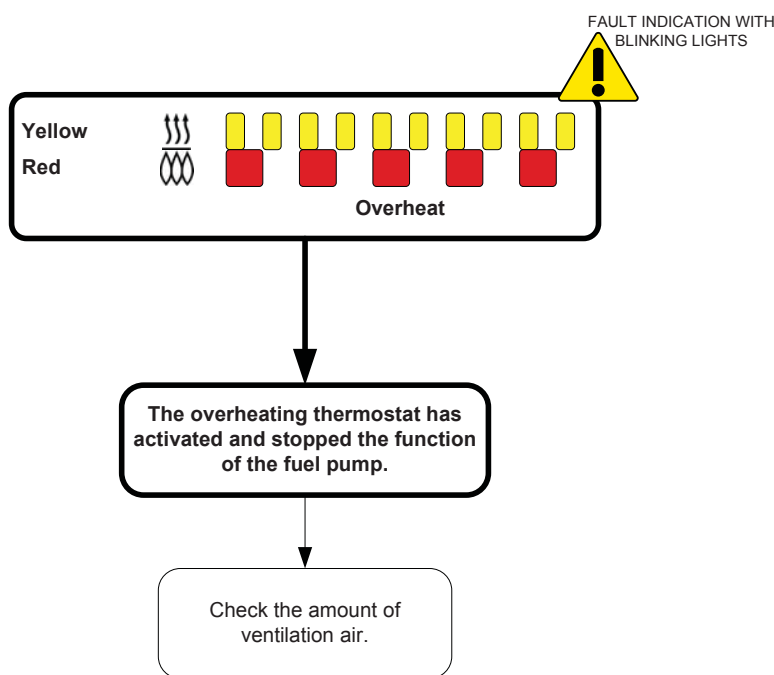 FAULT INDICATION WITH
BLINKING LIGHTS
Yellow
Red
Overheat
The overheating thermostat has
activated and stopped the function
of the fuel pump.
Check the amount of
ventilation air.